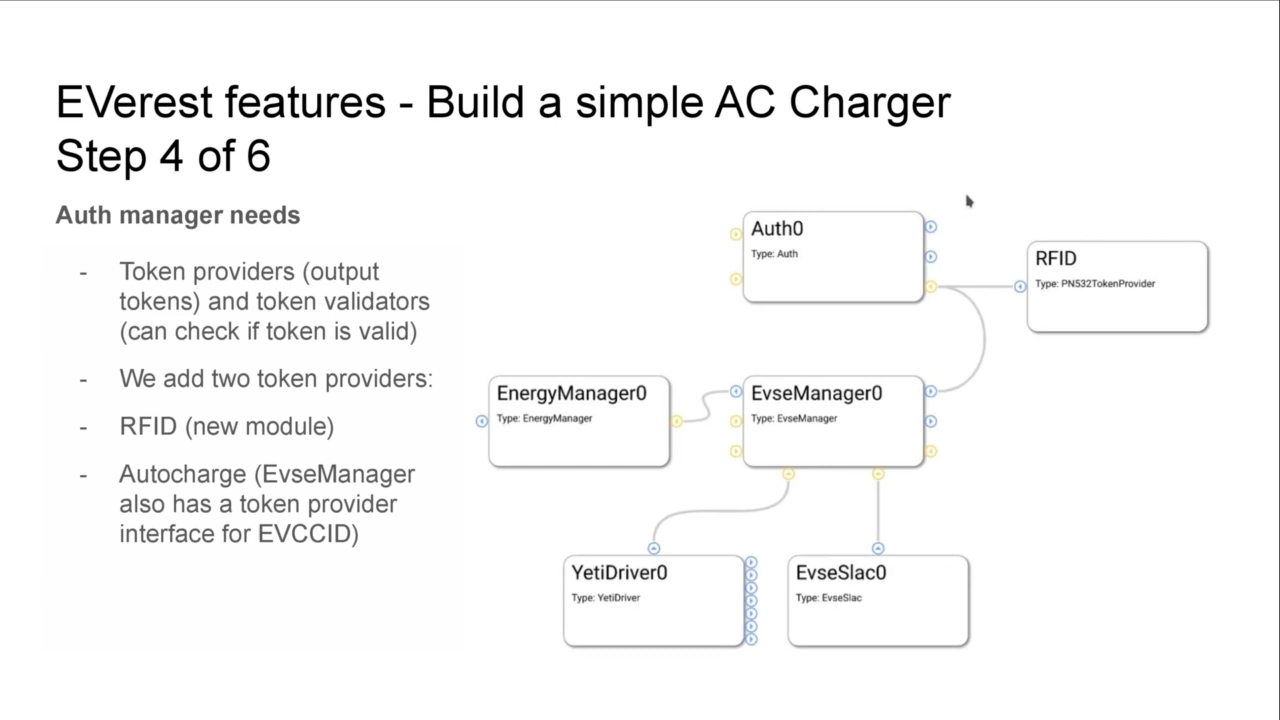 EVerest features - Build a simple AC Charger
Step 4 of 6
Auth manager needs
- Token providers (output
tokens) and token validators
(can check if token is valid)
- We add two token providers:
- RFID (new module)
- Autocharge (EvseManager
also has a token provider
interface for EVCCID)
Auth0
Type: Auth
RFID
Type: PN532TokenProvider
EnergyManager0
Type: EnergyManager
EvseManager0
Type: EvseManager
YetiDriver0
Type: YetiDriver
EvseSlac0
Type: EvseSlac